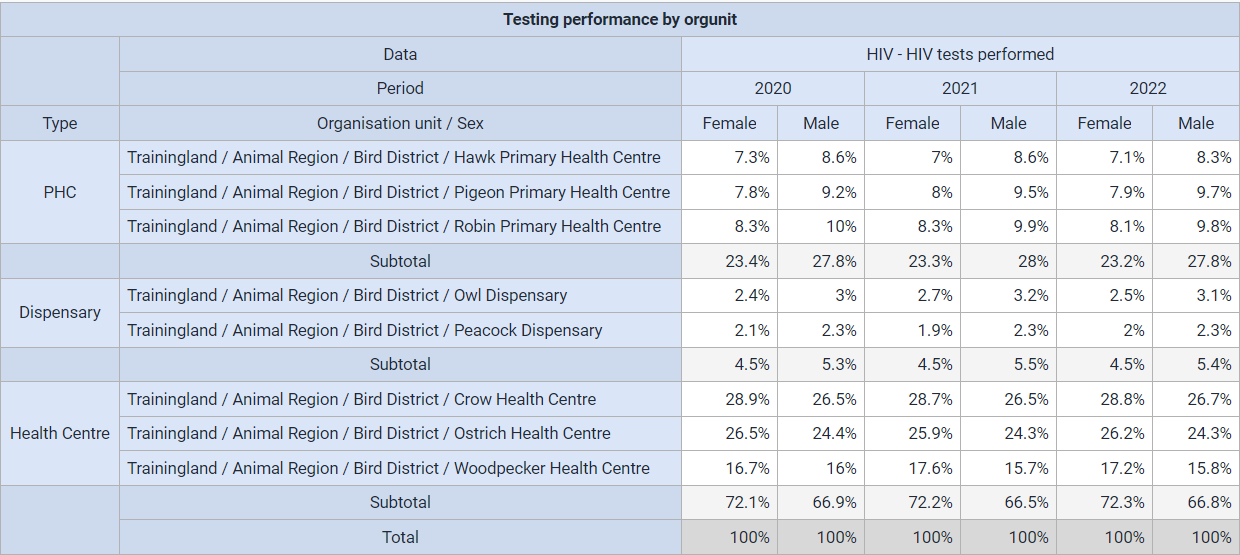 Testing performance by orgunit
Data HIV - HIV tests performed
Period 2020 2021 2022
Type Organisation unit / Sex Female Male Female Male Female Male
Trainingland / Animal Region / Bird District / Hawk Primary Health Centre 7.3% 8.6% 7% 8.6% 7.1% 8.3%
PHC Trainingland / Animal Region / Bird District / Pigeon Primary Health Centre 7.8% 9.2% 8% 9.5% 7.9% 9.7%
Trainingland / Animal Region / Bird District / Robin Primary Health Centre 8.3% 10% 8.3% 9.9% 8.1% 9.8%
Subtotal 23.4% 27.8% 23.3% 28% 23.2% 27.8%
Dispensary Trainingland / Animal Region / Bird District / Owl Dispensary 2.4% 3% 2.7% 3.2% 2.5% 3.1%
Trainingland / Animal Region / Bird District / Peacock Dispensary 2.1% 2.3% 1.9% 2.3% 2% 2.3%
Subtotal 4.5% 5.3% 4.5% 5.5% 4.5% 5.4%
Trainingland / Animal Region / Bird District / Crow Health Centre 28.9% 26.5% 28.7% 26.5% 28.8% 26.7%
Health Centre Trainingland / Animal Region / Bird District / Ostrich Health Centre 26.5% 24.4% 25.9% 24.3% 26.2% 24.3%
Trainingland / Animal Region / Bird District / Woodpecker Health Centre 16.7% 16% 17.6% 15.7% 17.2% 15.8%
Subtotal 72.1% 66.9% 72.2% 66.5% 72.3% 66.8%
Total 100% 100% 100% 100% 100% 100%